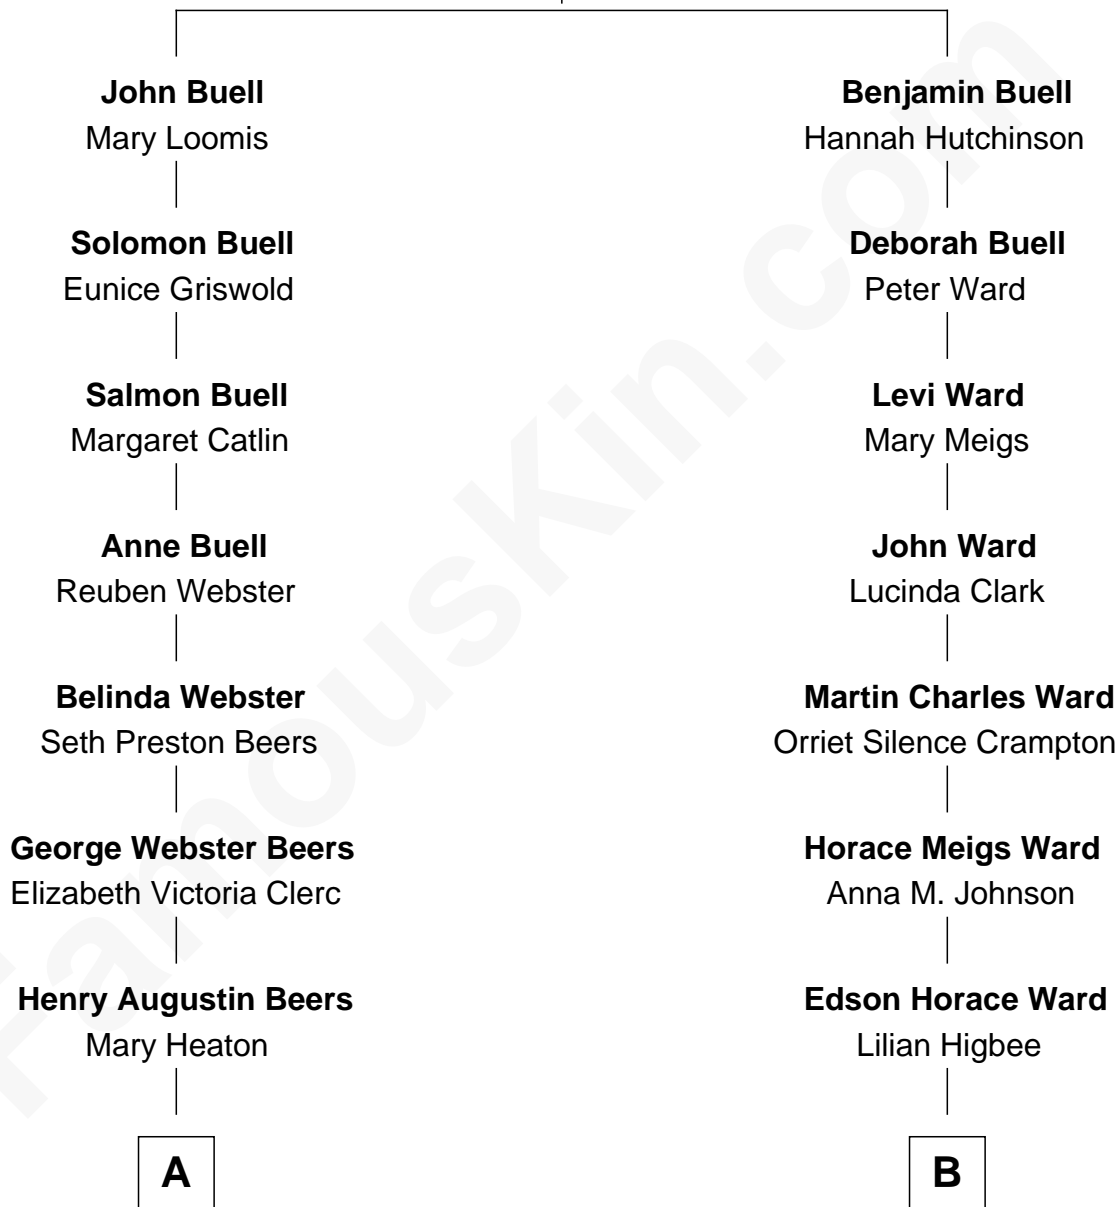 John Buell
Mary Loomis
Solomon Buell
Eunice Griswold
Salmon Buell
Margaret Catlin
Anne Buell
Reuben Webster
Belinda Webster
Seth Preston Beers
George Webster Beers
Elizabeth Victoria Clerc
Henry Augustin Beers
Mary Heaton
A
Benjamin Buell
Hannah Hutchinson
Deborah Buell
Peter Ward
Levi Ward
Mary Meigs
John Ward
Lucinda Clark
Martin Charles Ward
Orriet Silence Crampton
Horace Meigs Ward
Anna M. Johnson
Edson Horace Ward
Lilian Higbee
B
FamousKin.com